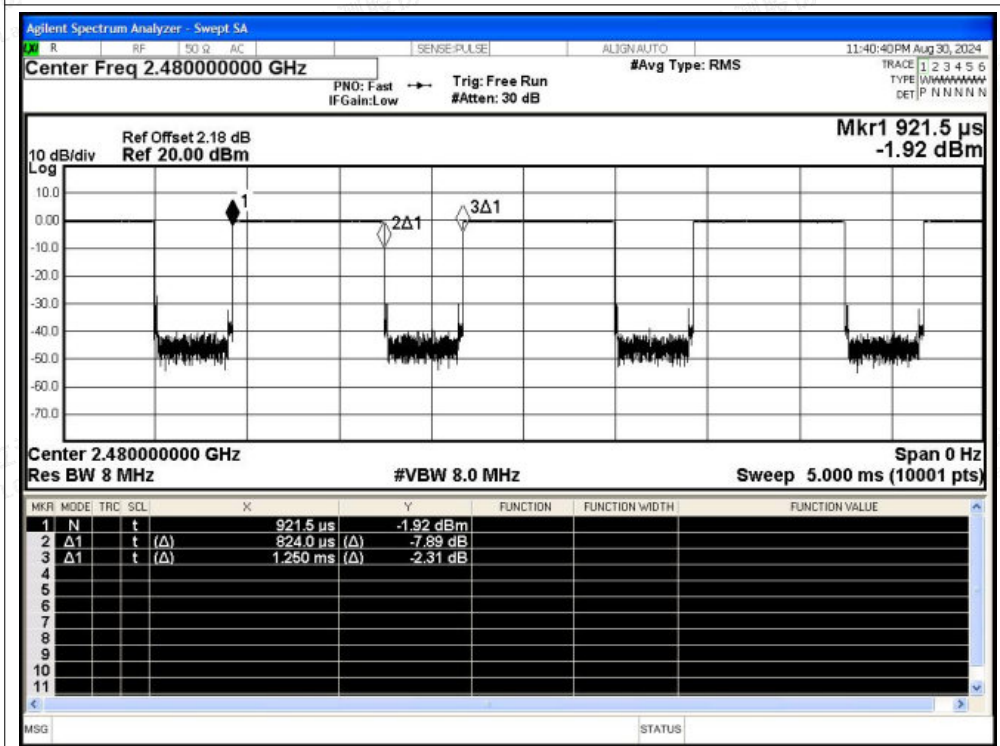 Agilent Spectrum Analyzer - Swept SA
LXI R RF 50 Ω AC SENSE:PULSE ALIGN AUTO 11:40:40 PM Aug 30, 2024
Center Freq 2.480000000 GHz #Avg Type: RMS TRACE 1 2 3 4 5 6
PNO: Fast Trig: Free Run TYPE WWWWWW
IFGain:Low #Atten: 30 dB DET P N N N N N
Mkr1 921.5 µs
Ref Offset 2.18 dB
10 dB/div Ref 20.00 dBm -1.92 dBm
Log
10.0
1
3Δ1
0.00
2Δ1
-10.0
-20.0
-30.0
-40.0
-50.0
-60.0
-70.0
Center 2.480000000 GHz Span 0 Hz
Res BW 8 MHz #VBW 8.0 MHz Sweep 5.000 ms (10001 pts)
MKR MODE TRC SCL X Y FUNCTION FUNCTION WIDTH FUNCTION VALUE
1 N t 921.5 µs -1.92 dBm
2 Δ1 t (Δ) 824.0 µs (Δ) -7.89 dB
3 Δ1 t (Δ) 1.250 ms (Δ) -2.31 dB
4
5
6
7
8
9
10
11
MSG STATUS